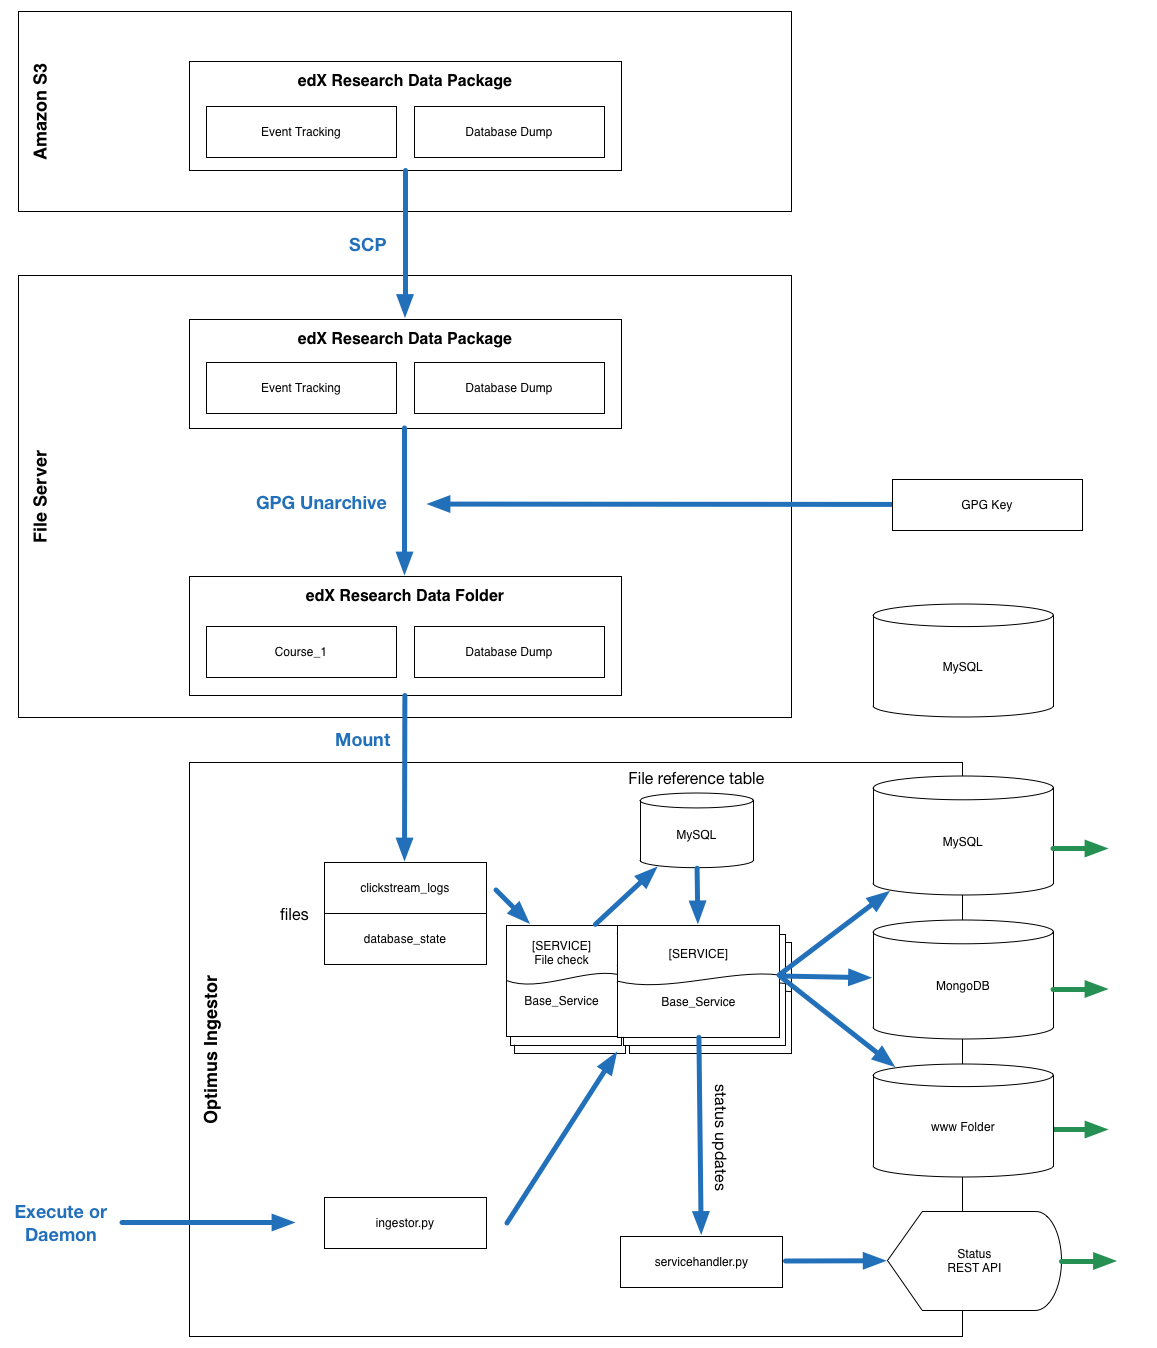 Amazon S3
edX Research Data Package
Event Tracking
Database Dump
SCP
File Server
edX Research Data Package
Event Tracking
Database Dump
GPG Unarchive
GPG Key
edX Research Data Folder
Course_1
Database Dump
MySQL
Mount
Optimus Ingestor
File reference table
MySQL
MySQL
clickstream_logs
files
database_state
[SERVICE]
File check
Base_Service
[SERVICE]
Base_Service
MongoDB
status updates
www Folder
Execute or
Daemon
ingestor.py
servicehandler.py
Status
REST API